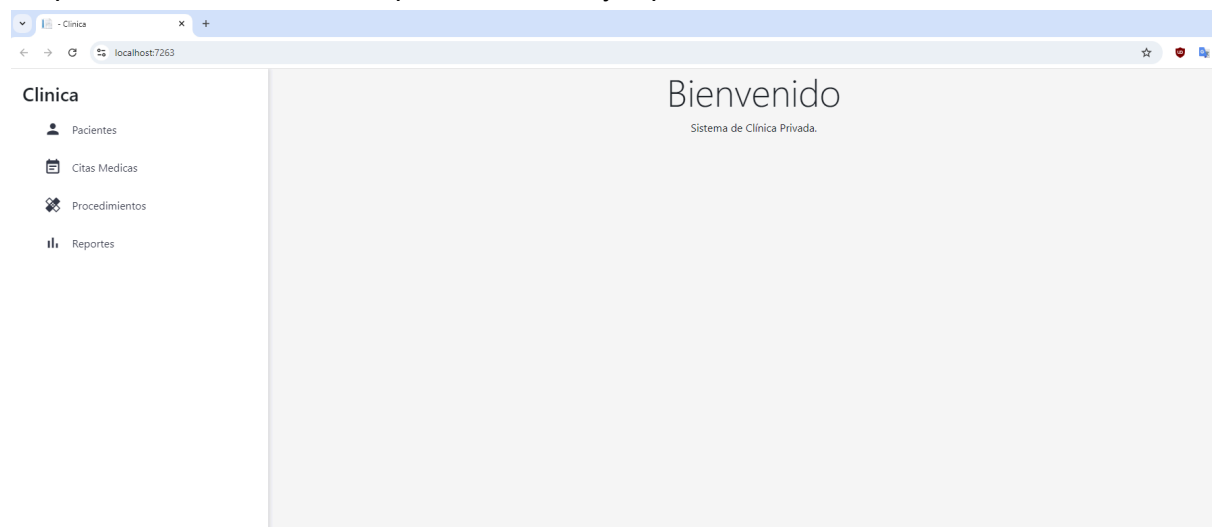 - Clinica
localhost:7263
Clinica
Pacientes
Citas Medicas
Procedimientos
Reportes
Bienvenido
Sistema de Clínica Privada.